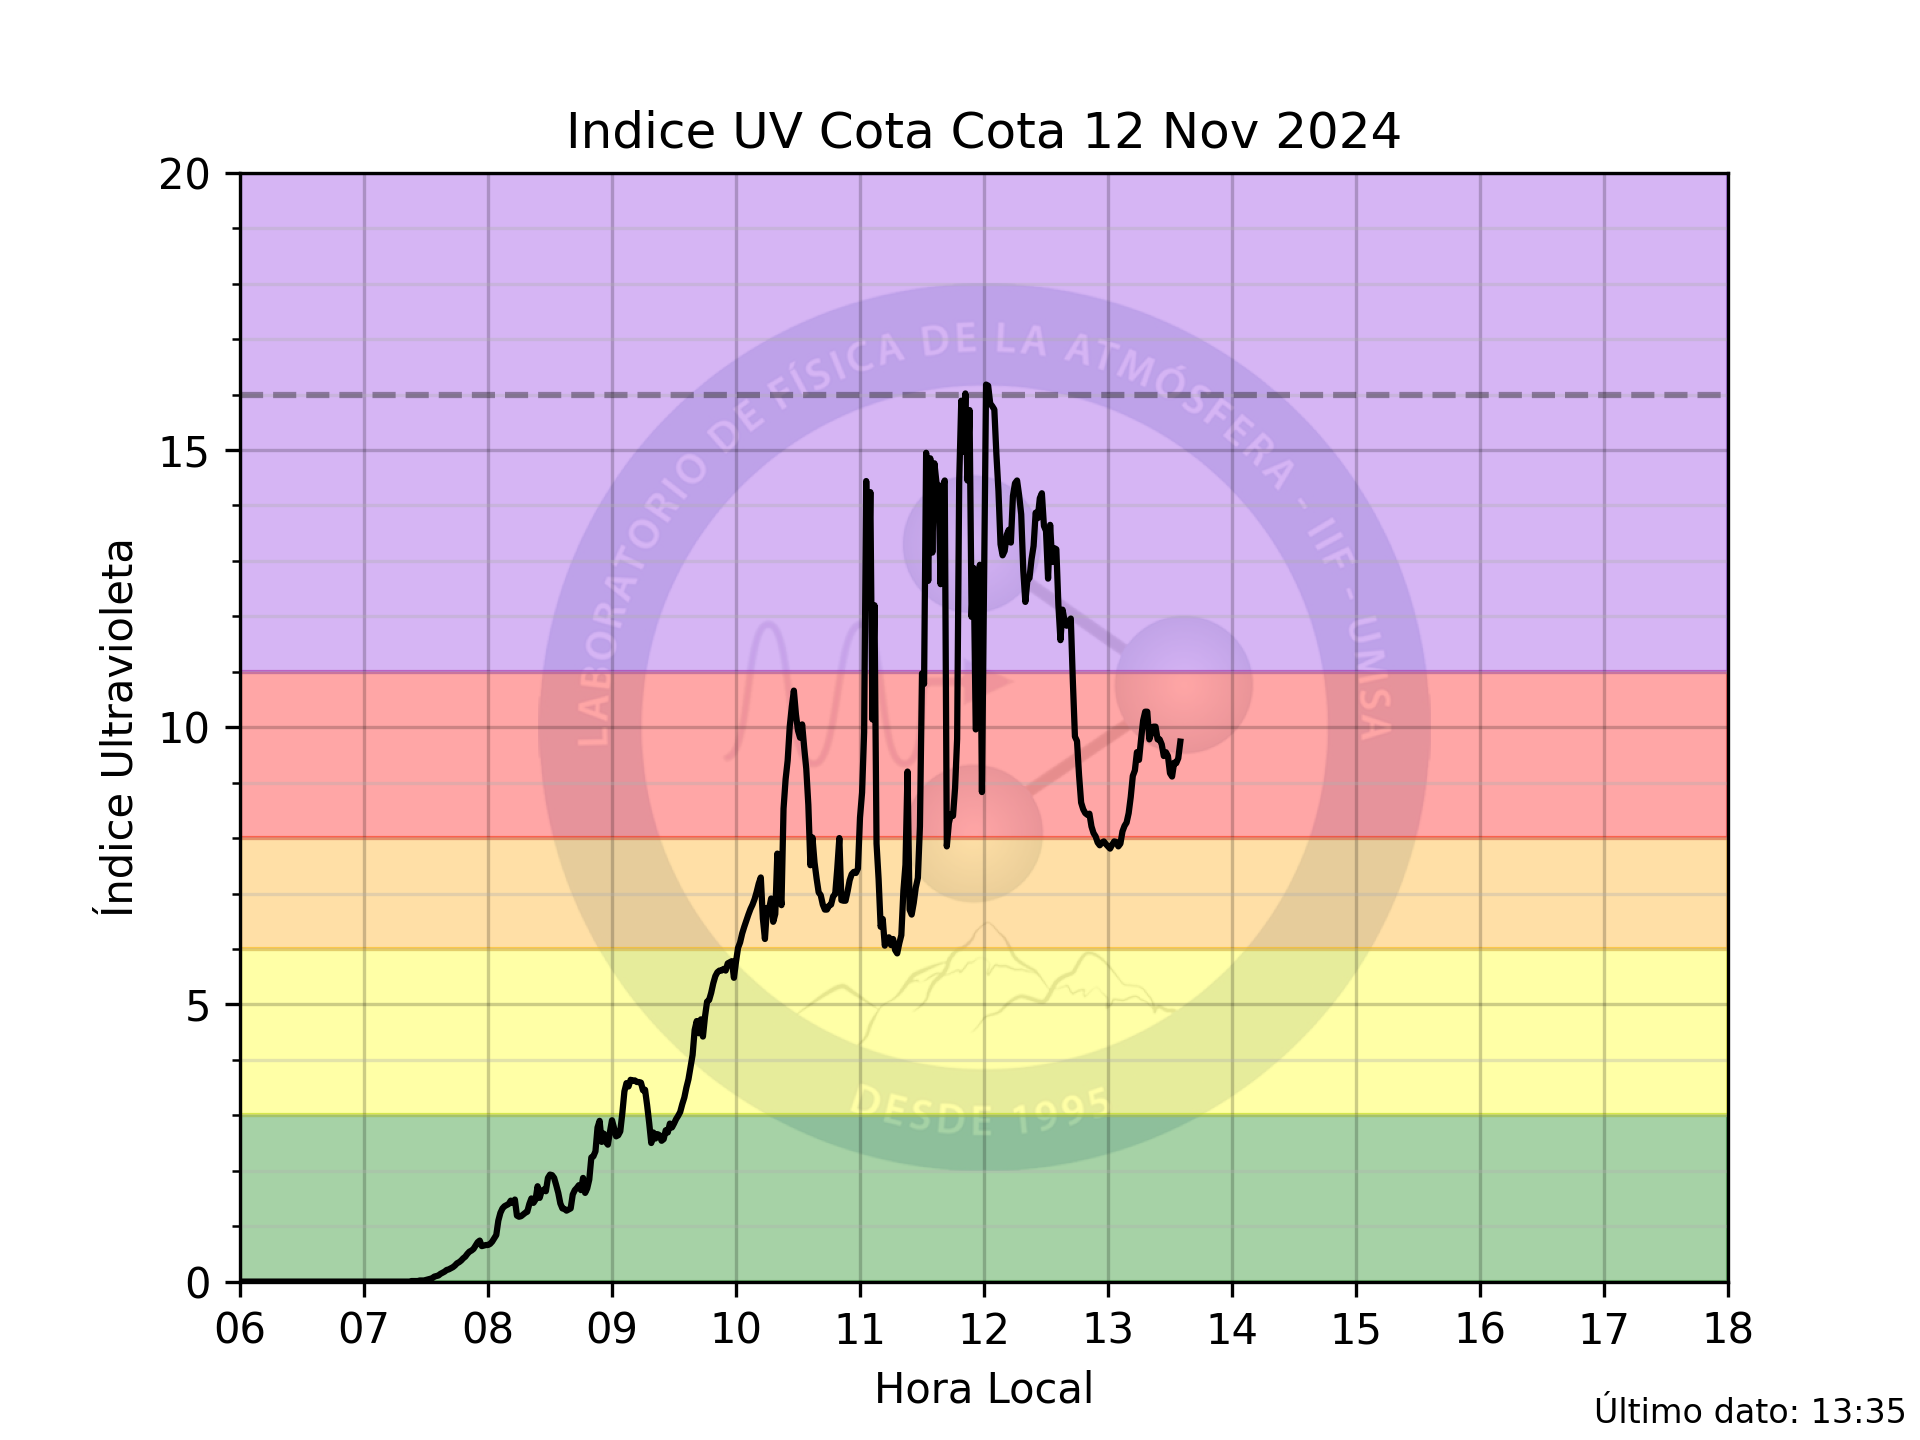 Indice UV Cota Cota 12 Nov 2024
20
15
10
5
0
Índice Ultravioleta
LABORATORIO DE FÍSICA DE LA ATMÓSFERA - IIF - UMSA
DESDE 1995
06 07 08 09 10 11 12 13 14 15 16 17 18
Hora Local
Último dato: 13:35